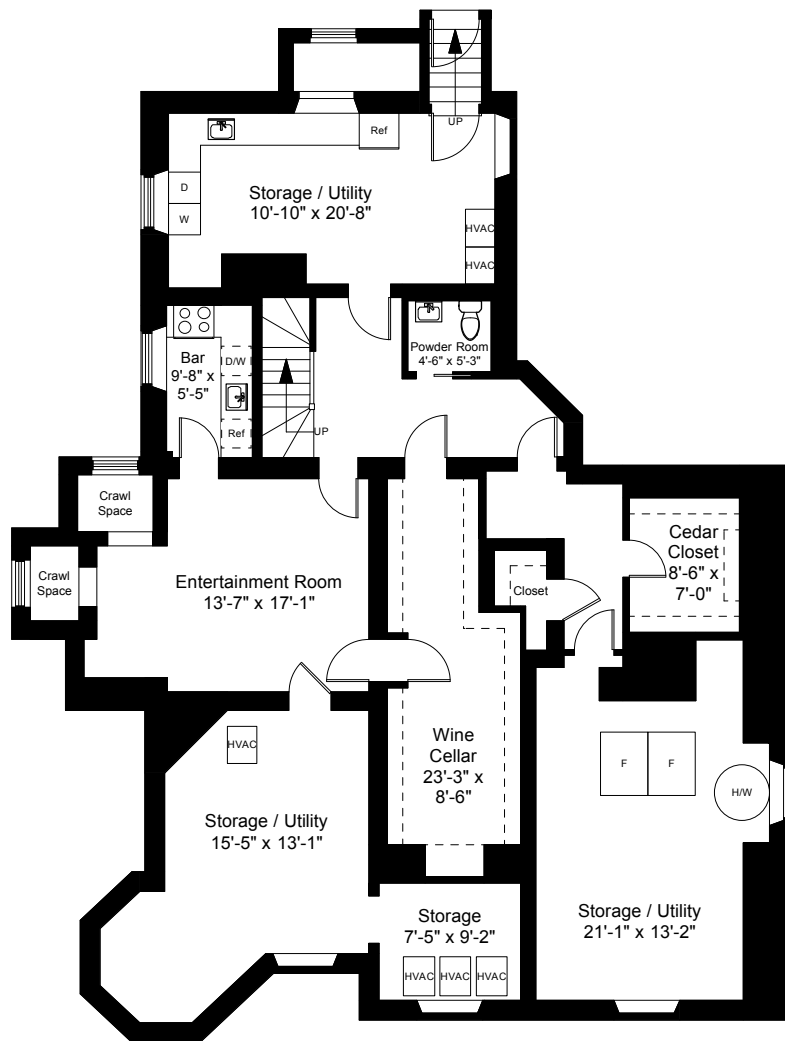 UP
Ref
D
W
Storage / Utility
10'-10" x 20'-8"
HVAC
HVAC
Bar
9'-8" x
5'-5"
D/W
Ref
UP
Powder Room
4'-6" x 5'-3"
Crawl
Space
Crawl
Space
Entertainment Room
13'-7" x 17'-1"
Closet
Cedar
Closet
8'-6" x
7'-0"
HVAC
Storage / Utility
15'-5" x 13'-1"
Wine
Cellar
23'-3" x
8'-6"
F
F
H/W
Storage
7'-5" x 9'-2"
HVAC
HVAC
HVAC
Storage / Utility
21'-1" x 13'-2"